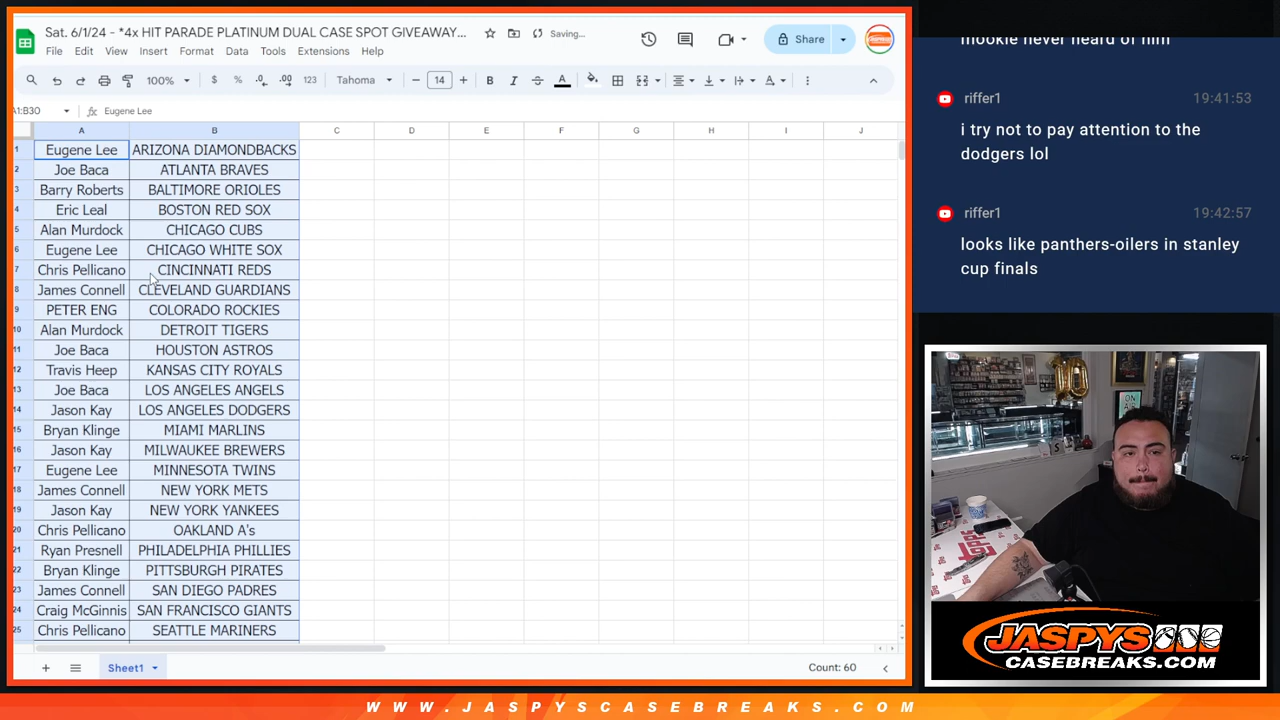 Sat. 6/1/24 - *4x HIT PARADE PLATINUM DUAL CASE SPOT GIVEAWAY...
Saving...
File Edit View Insert Format Data Tools Extensions Help
Share
100% $ % .0 .00 123 Tahoma 14 B I A
A1:B30 fx Eugene Lee
A B C D E F G H I J
1 Eugene Lee ARIZONA DIAMONDBACKS
2 Joe Baca ATLANTA BRAVES
3 Barry Roberts BALTIMORE ORIOLES
4 Eric Leal BOSTON RED SOX
5 Alan Murdock CHICAGO CUBS
6 Eugene Lee CHICAGO WHITE SOX
7 Chris Pellicano CINCINNATI REDS
8 James Connell CLEVELAND GUARDIANS
9 PETER ENG COLORADO ROCKIES
10 Alan Murdock DETROIT TIGERS
11 Joe Baca HOUSTON ASTROS
12 Travis Heep KANSAS CITY ROYALS
13 Joe Baca LOS ANGELES ANGELS
14 Jason Kay LOS ANGELES DODGERS
15 Bryan Klinge MIAMI MARLINS
16 Jason Kay MILWAUKEE BREWERS
17 Eugene Lee MINNESOTA TWINS
18 James Connell NEW YORK METS
19 Jason Kay NEW YORK YANKEES
20 Chris Pellicano OAKLAND A's
21 Ryan Presnell PHILADELPHIA PHILLIES
22 Bryan Klinge PITTSBURGH PIRATES
23 James Connell SAN DIEGO PADRES
24 Craig McGinnis SAN FRANCISCO GIANTS
25 Chris Pellicano SEATTLE MARINERS
Sheet1
Count: 60
mookie never heard of him
riffer1 19:41:53
i try not to pay attention to the
dodgers lol
riffer1 19:42:57
looks like panthers-oilers in stanley
cup finals
10
ON
AIR
JASPYS
CASEBREAKS.COM
WWW.JASPYSCASEBREAKS.COM